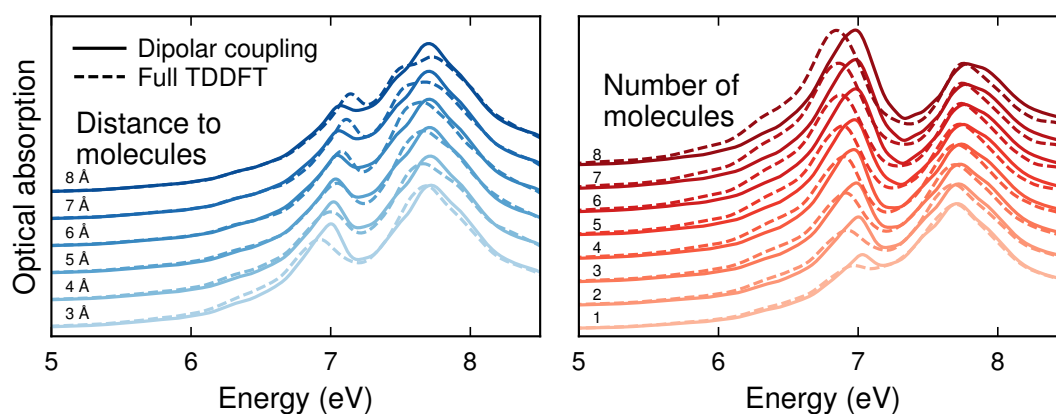 Optical absorption
Dipolar coupling
Full TDDFT
Distance to
molecules
8 Å
7 Å
6 Å
5 Å
4 Å
3 Å
5 6 7 8
Energy (eV)
Number of
molecules
8
7
6
5
4
3
2
1
5 6 7 8
Energy (eV)